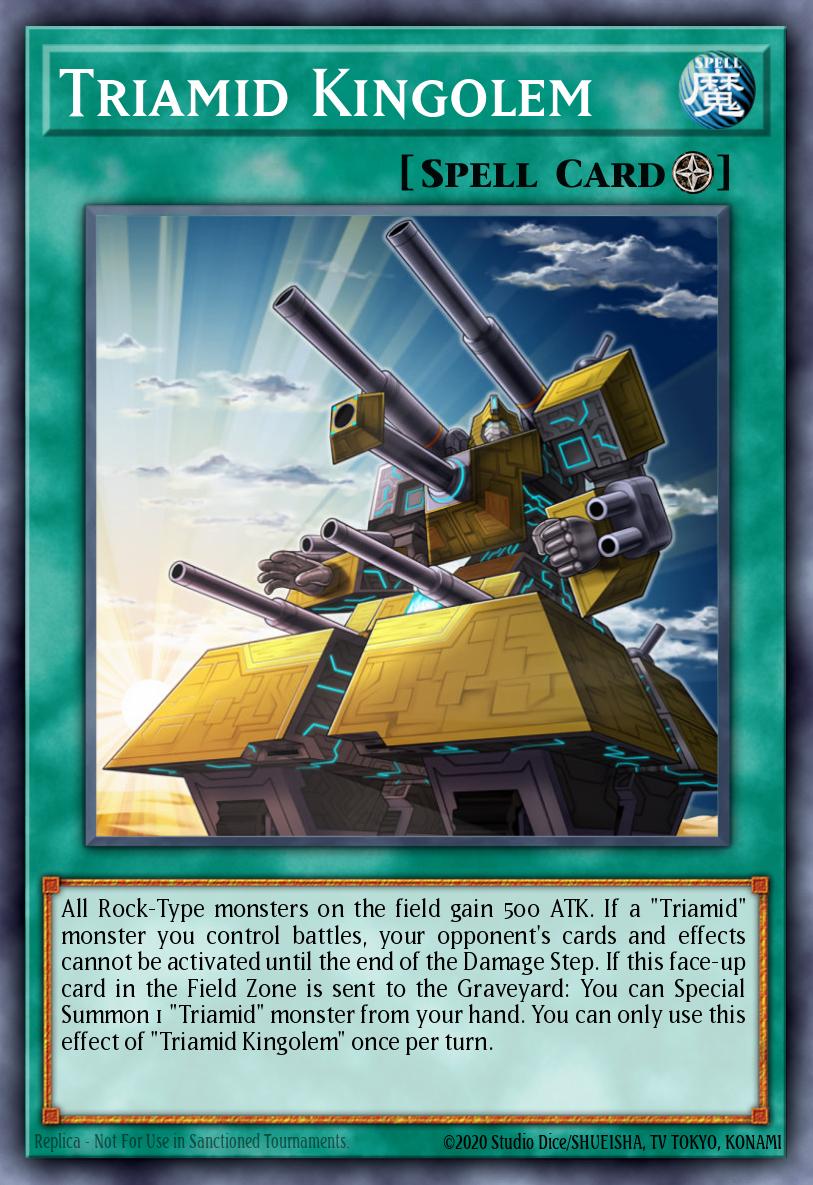 Triamid Kingolem
SPELL
魔
[Spell Card]
All Rock-Type monsters on the field gain 500 ATK. If a "Triamid"
monster you control battles, your opponent's cards and effects
cannot be activated until the end of the Damage Step. If this face-up
card in the Field Zone is sent to the Graveyard: You can Special
Summon 1 "Triamid" monster from your hand. You can only use this
effect of "Triamid Kingolem" once per turn.
Replica - Not For Use in Sanctioned Tournaments.
©2020 Studio Dice/SHUEISHA, TV TOKYO, KONAMI